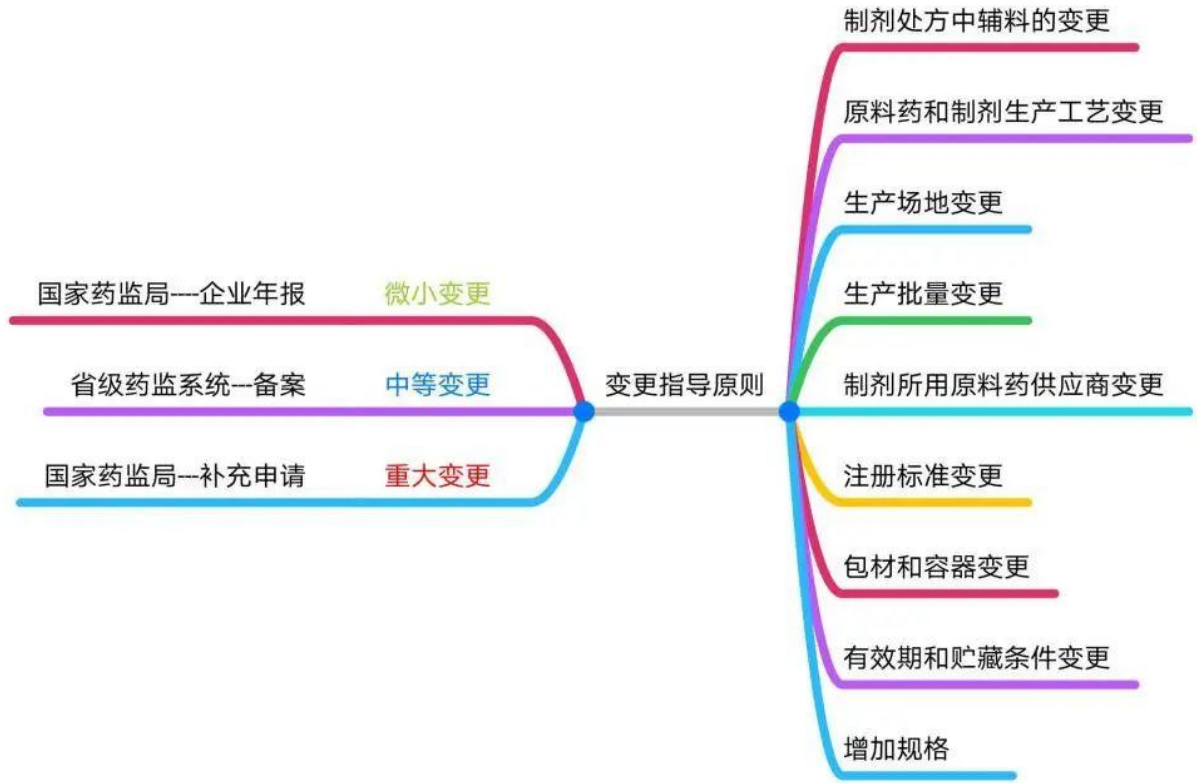 制剂处方中辅料的变更
原料药和制剂生产工艺变更
生产场地变更
国家药监局----企业年报 微小变更
生产批量变更
省级药监系统---备案 中等变更
变更指导原则
制剂所用原料药供应商变更
国家药监局---补充申请 重大变更
注册标准变更
包材和容器变更
有效期和贮藏条件变更
增加规格